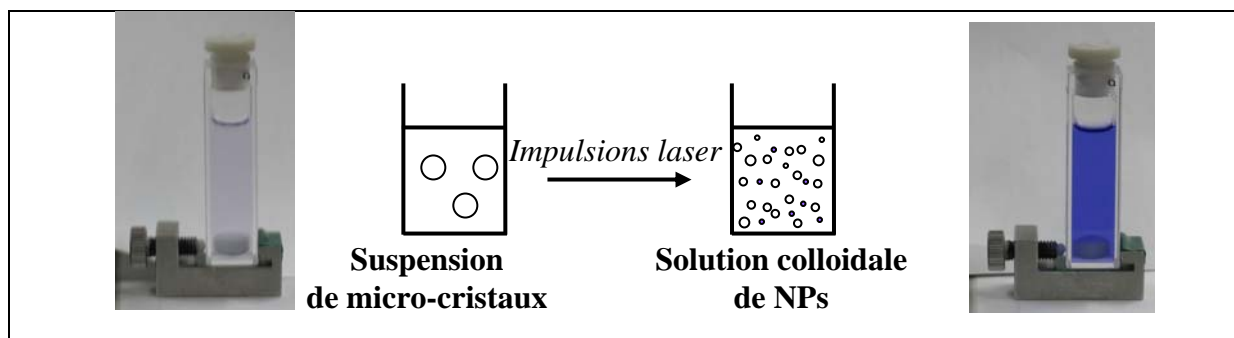 Impulsions laser
Suspension
de micro-cristaux
Solution colloidale
de NPs